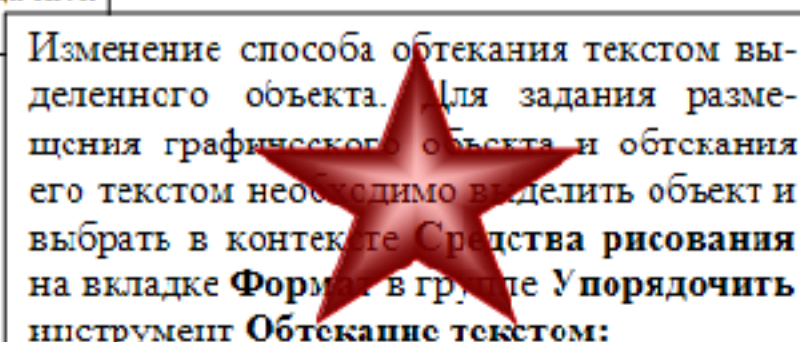 Изменение способа обтекания текстом вы-
деленного объекта. Для задания разме-
щения графического объекта и обтекания
его текстом необходимо выделить объект и
выбрать в контексте Средства рисования
на вкладке Формат в группе Упорядочить
инструмент Обтекание текстом: